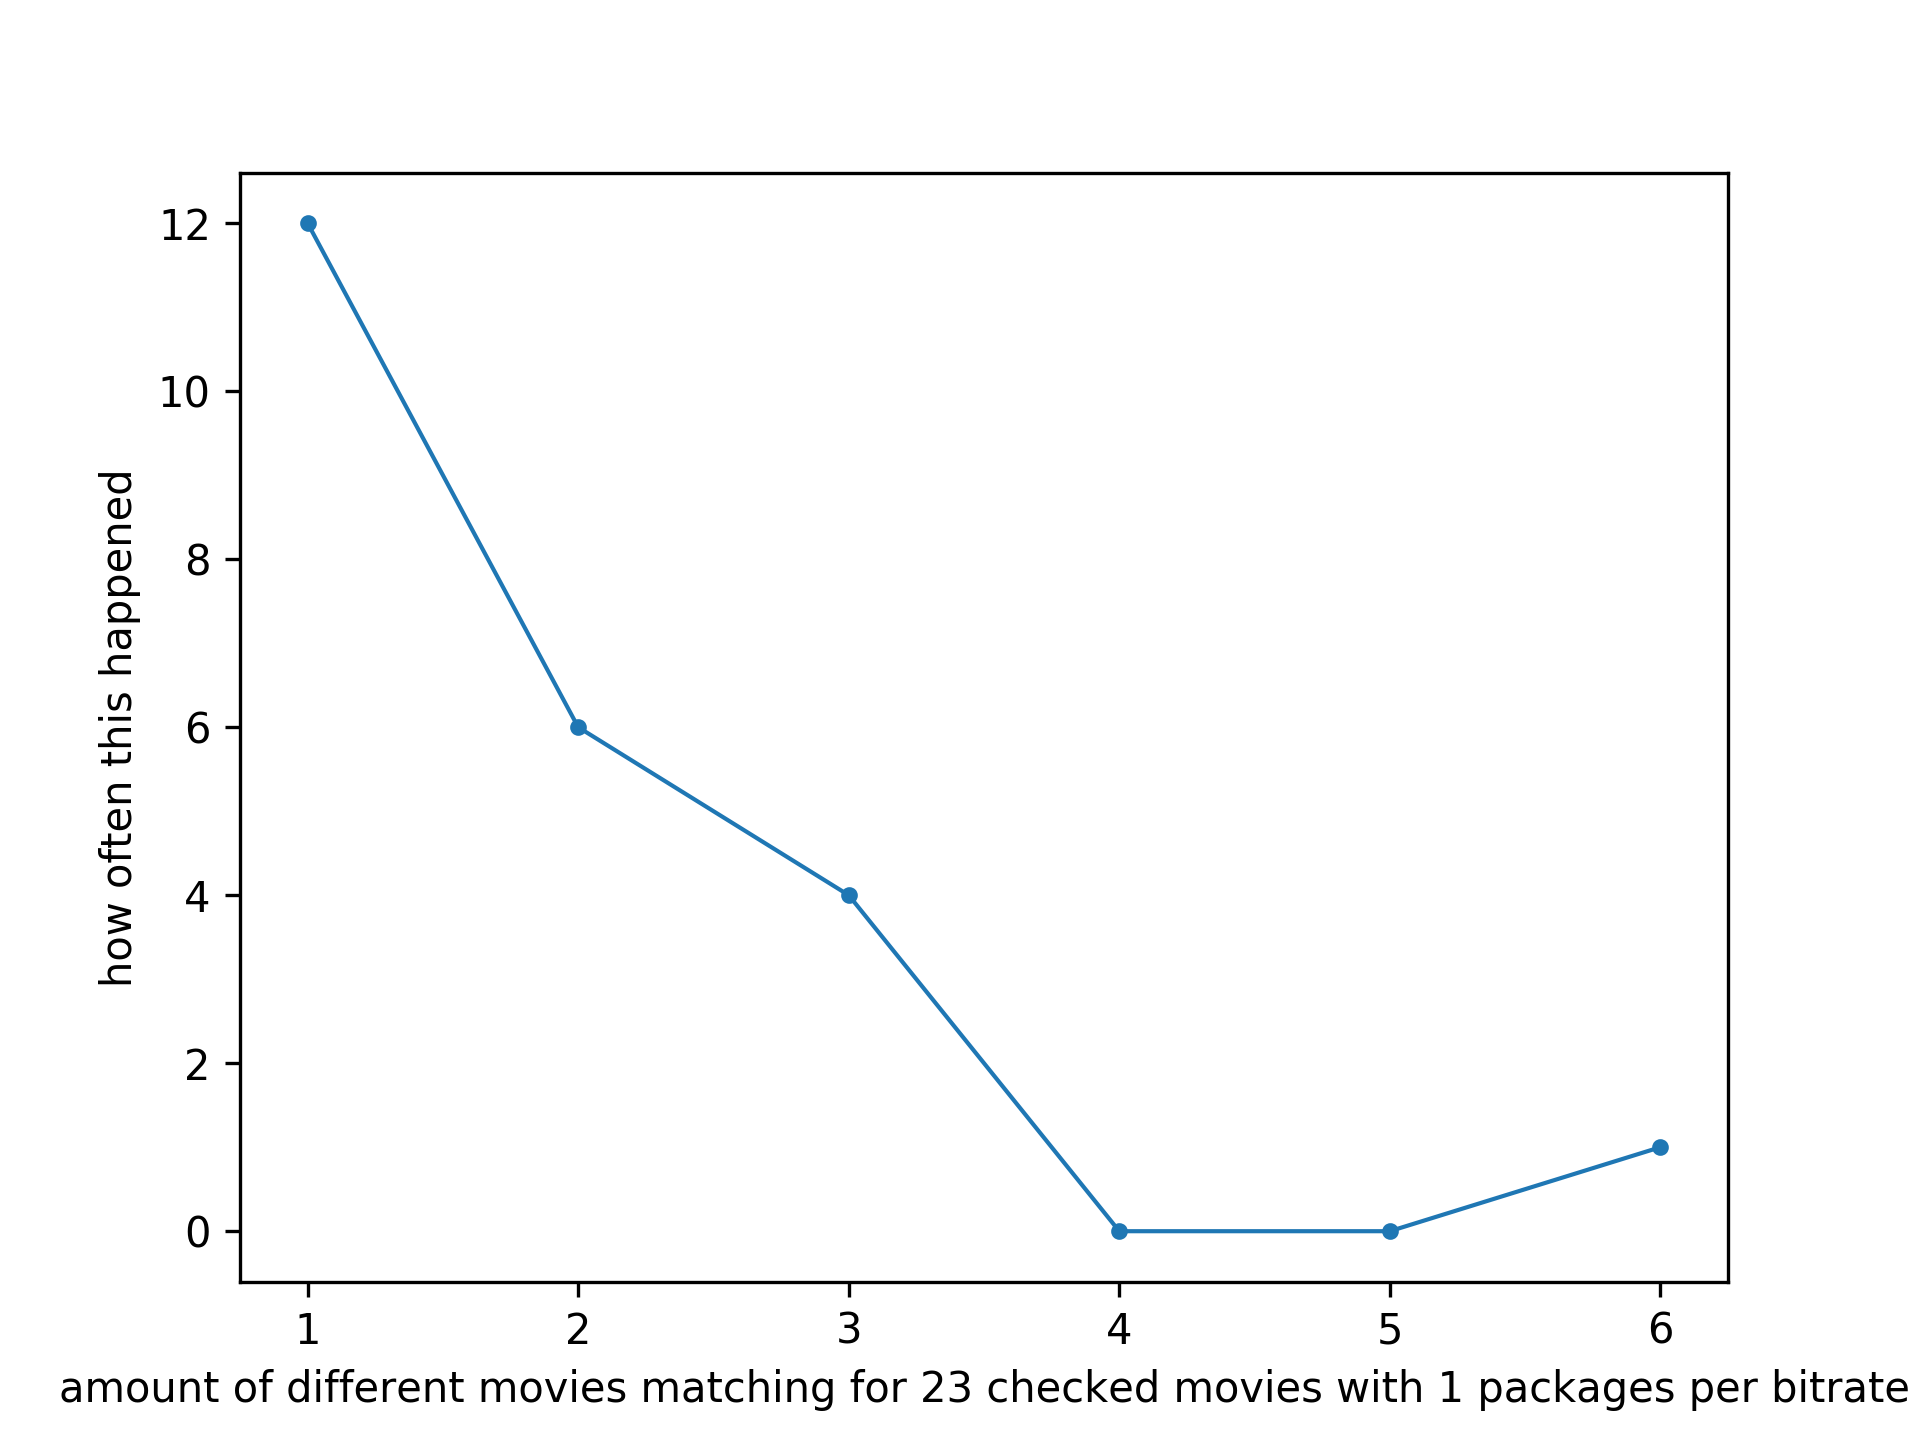 12
10
8
6
4
2
0
how often this happened
1 2 3 4 5 6
amount of different movies matching for 23 checked movies with 1 packages per bitrate